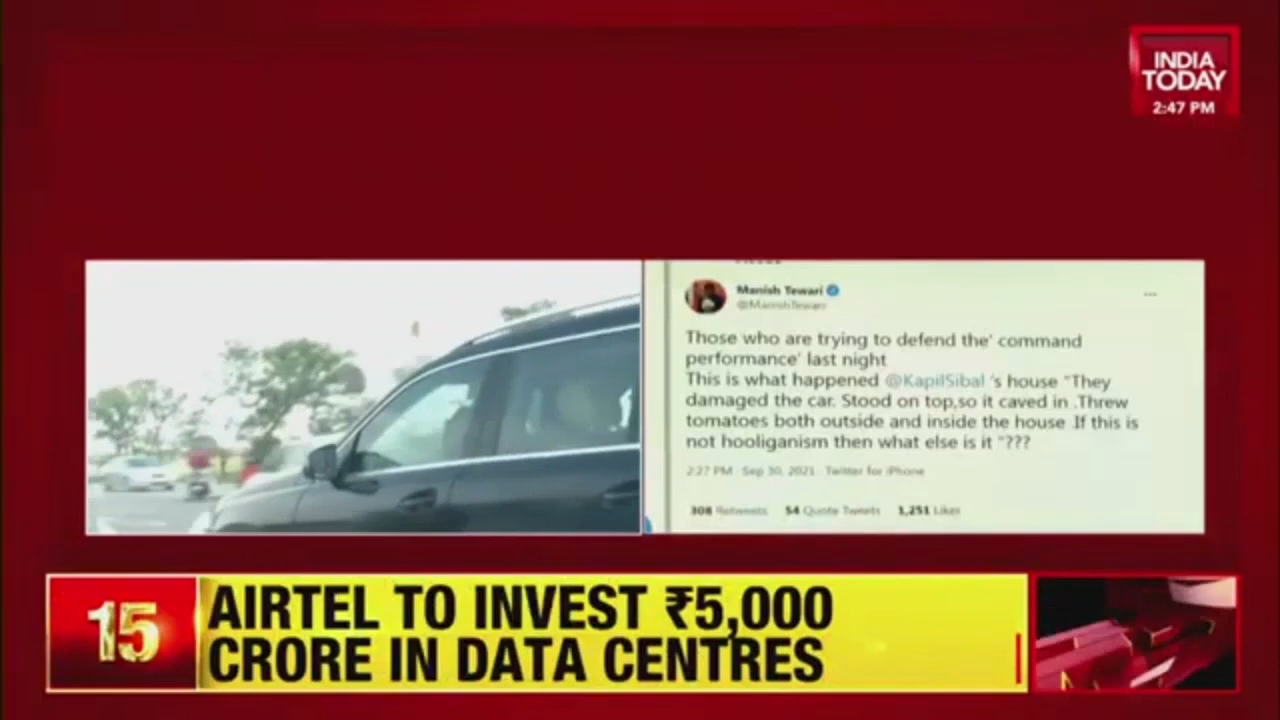 INDIA
TODAY
2:47 PM
Manish Tewari
@ManishTewari
Those who are trying to defend the' command
performance' last night
This is what happened @KapilSibal 's house "They
damaged the car. Stood on top,so it caved in .Threw
tomatoes both outside and inside the house .If this is
not hooliganism then what else is it "???
2:27 PM · Sep 30, 2021 · Twitter for iPhone
308 Retweets 54 Quote Tweets 1,251 Likes
15
AIRTEL TO INVEST ₹5,000
CRORE IN DATA CENTRES